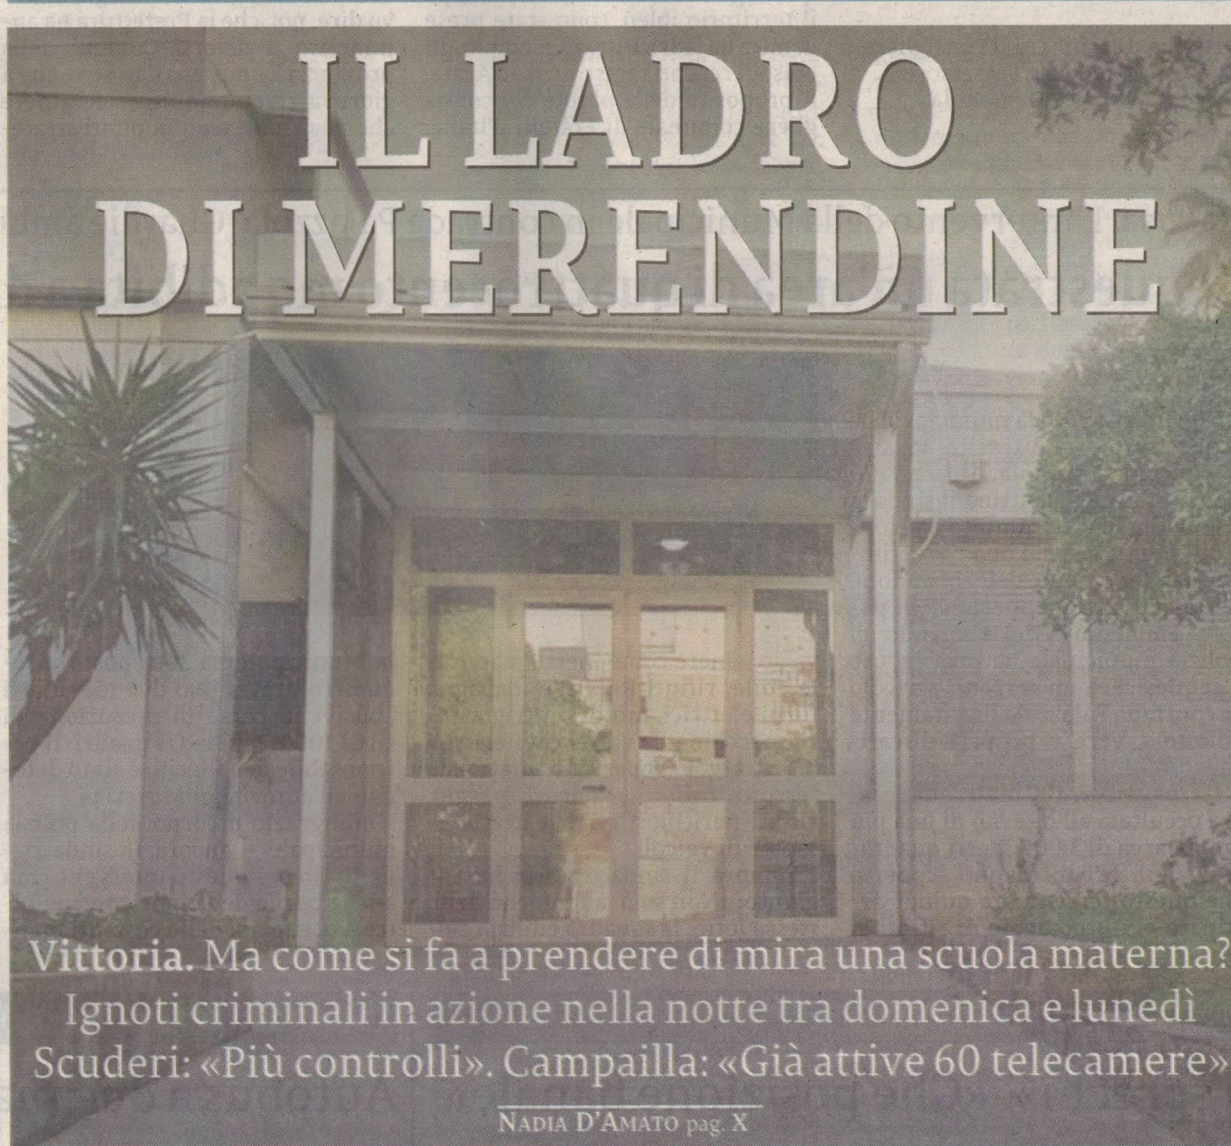 IL LADRO
DI MERENDINE
Vittoria. Ma come si fa a prendere di mira una scuola materna?
Ignoti criminali in azione nella notte tra domenica e lunedì
Scuderi: «Più controlli». Campailla: «Già attive 60 telecamere»
NADIA D'AMATO pag. X